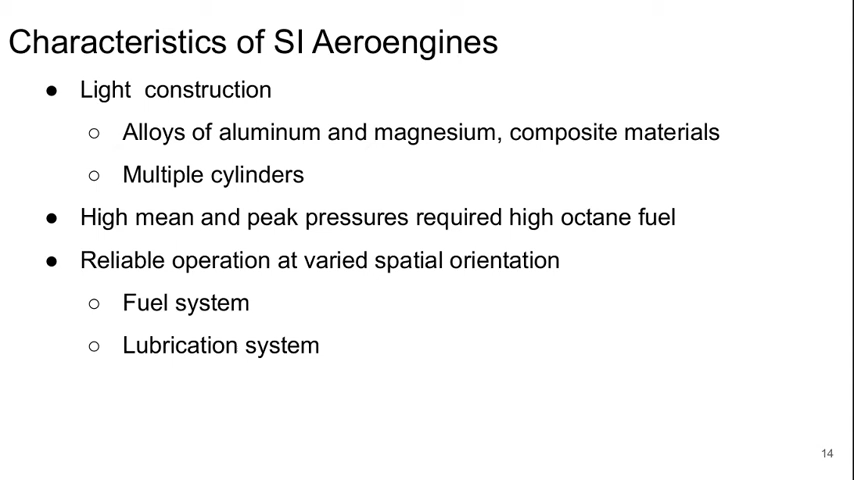 Characteristics of SI Aeroengines
● Light construction
○ Alloys of aluminum and magnesium, composite materials
○ Multiple cylinders
● High mean and peak pressures required high octane fuel
● Reliable operation at varied spatial orientation
○ Fuel system
○ Lubrication system
14